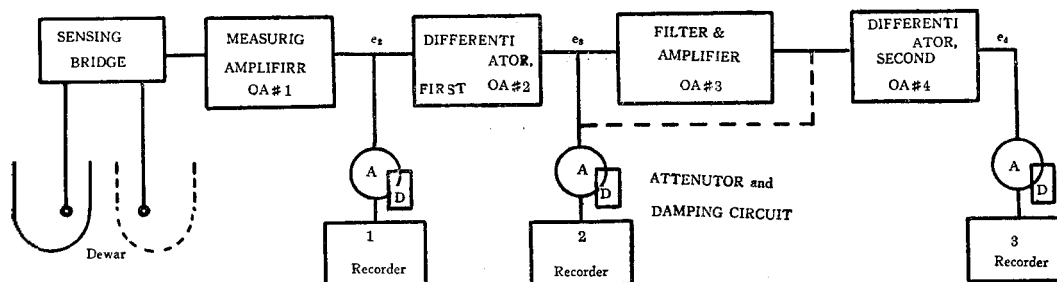 SENSING
BRIDGE
MEASURIG
AMPLIFIRR
OA#1
e₂
DIFFERENTI
ATOR,
FIRST OA#2
e₃
FILTER &
AMPLIFIER
OA#3
DIFFERENTI
ATOR,
SECOND
OA#4
e₄
A
D
A
D
A
D
ATTENUTOR and
DAMPING CIRCUIT
Dewar
1
Recorder
2
Recorder
3
Recorder